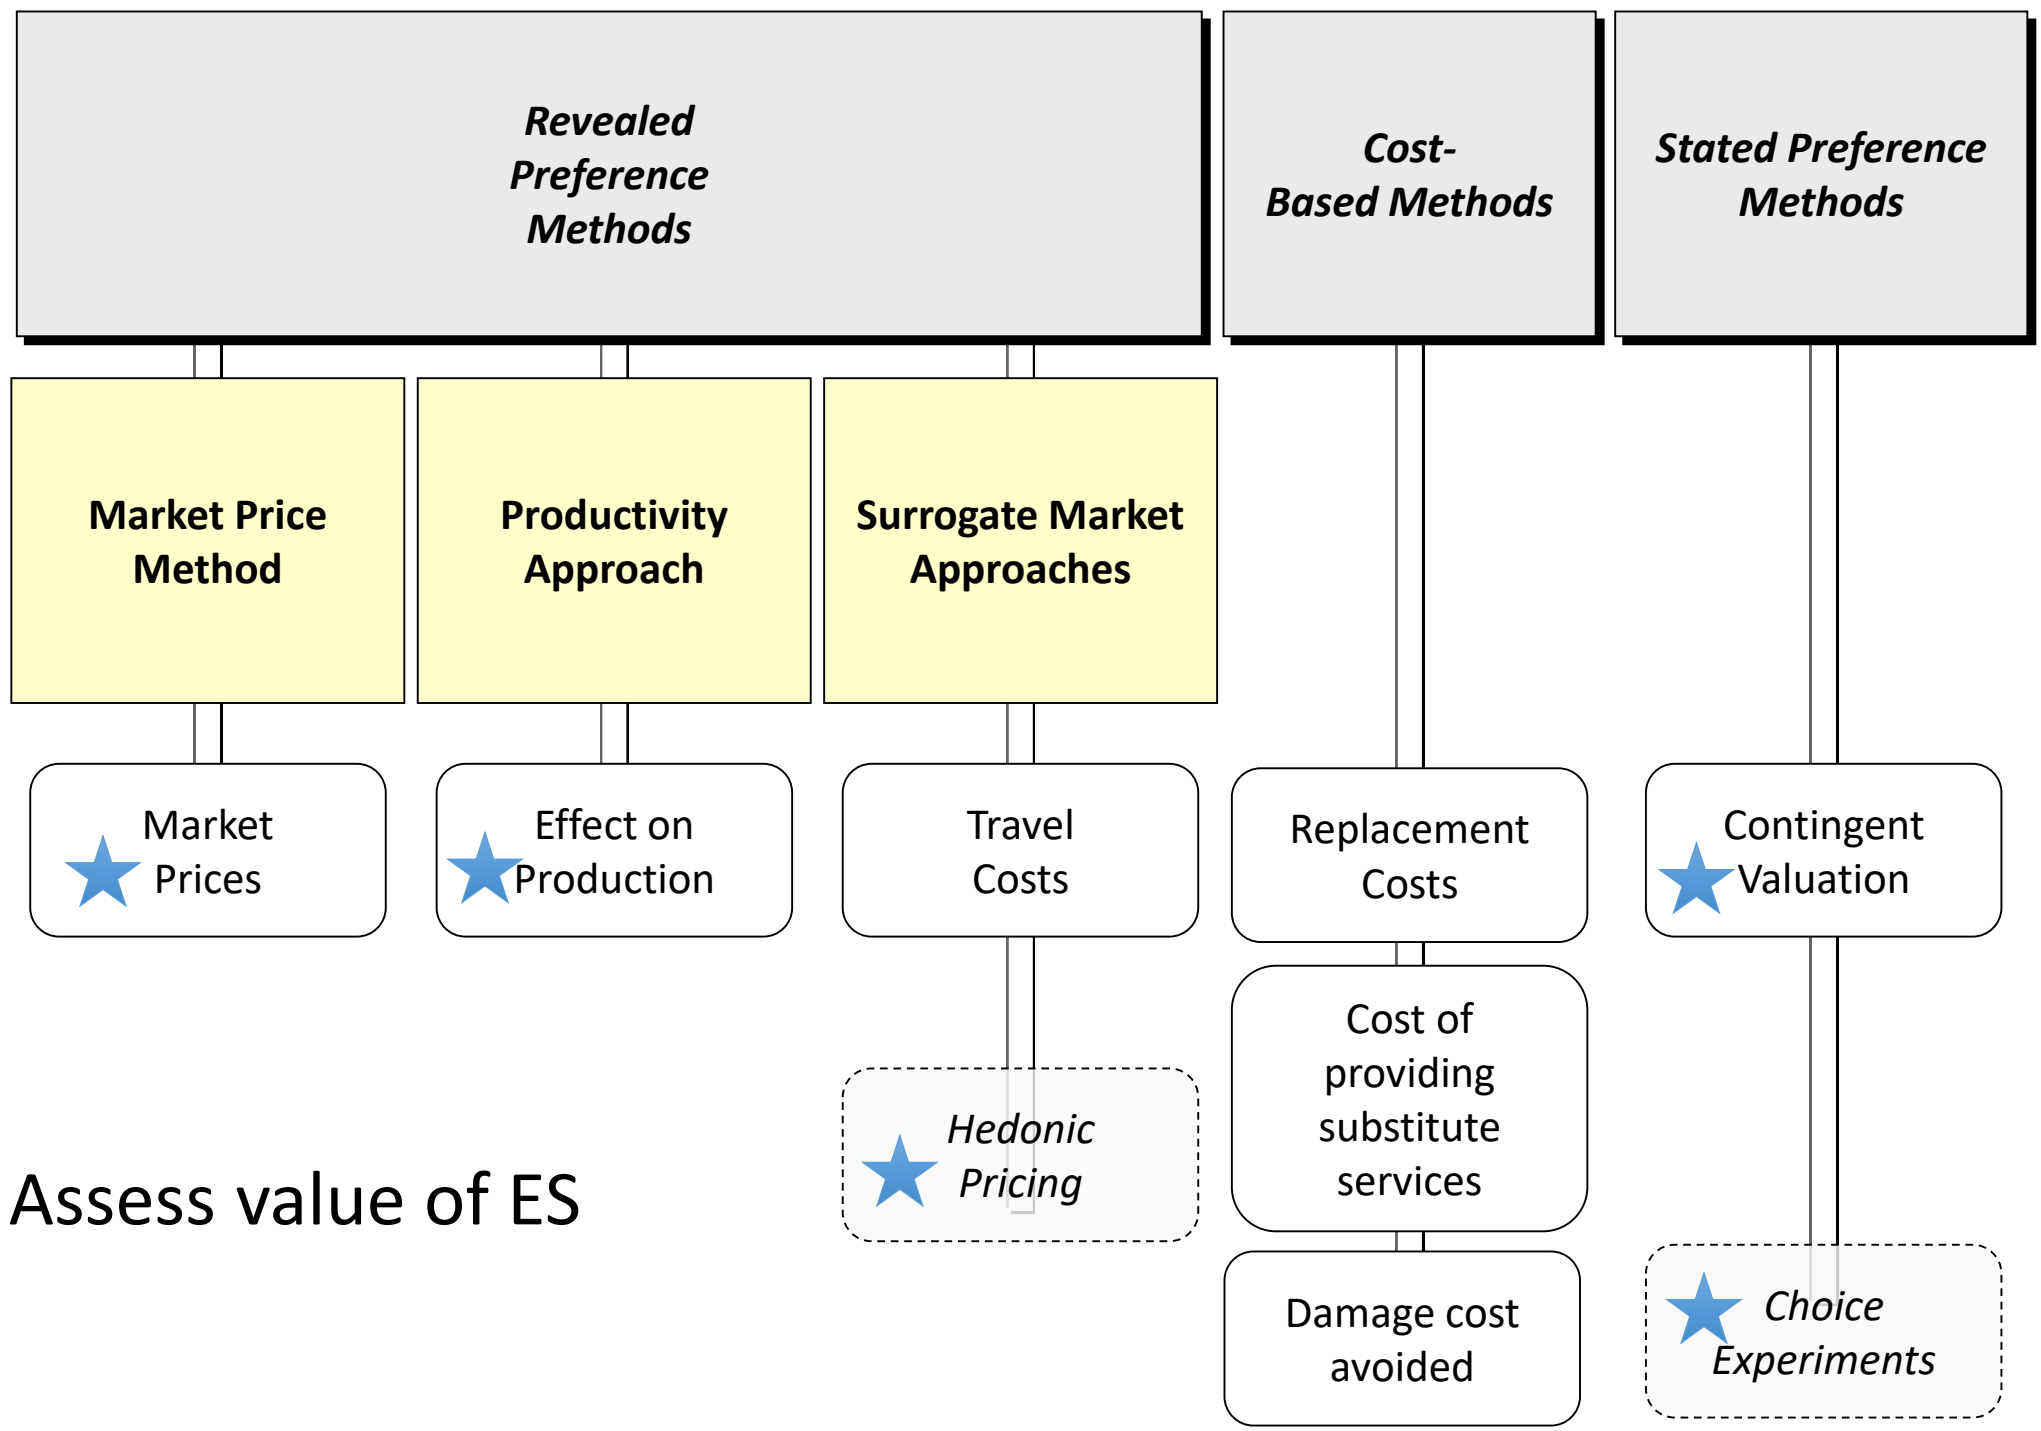 Revealed
Preference
Methods
Cost-
Based Methods
Stated Preference
Methods
Market Price
Method
Productivity
Approach
Surrogate Market
Approaches
Market
Prices
Effect on
Production
Travel
Costs
Replacement
Costs
Contingent
Valuation
Cost of
providing
substitute
services
Hedonic
Pricing
Assess value of ES
Damage cost
avoided
Choice
Experiments